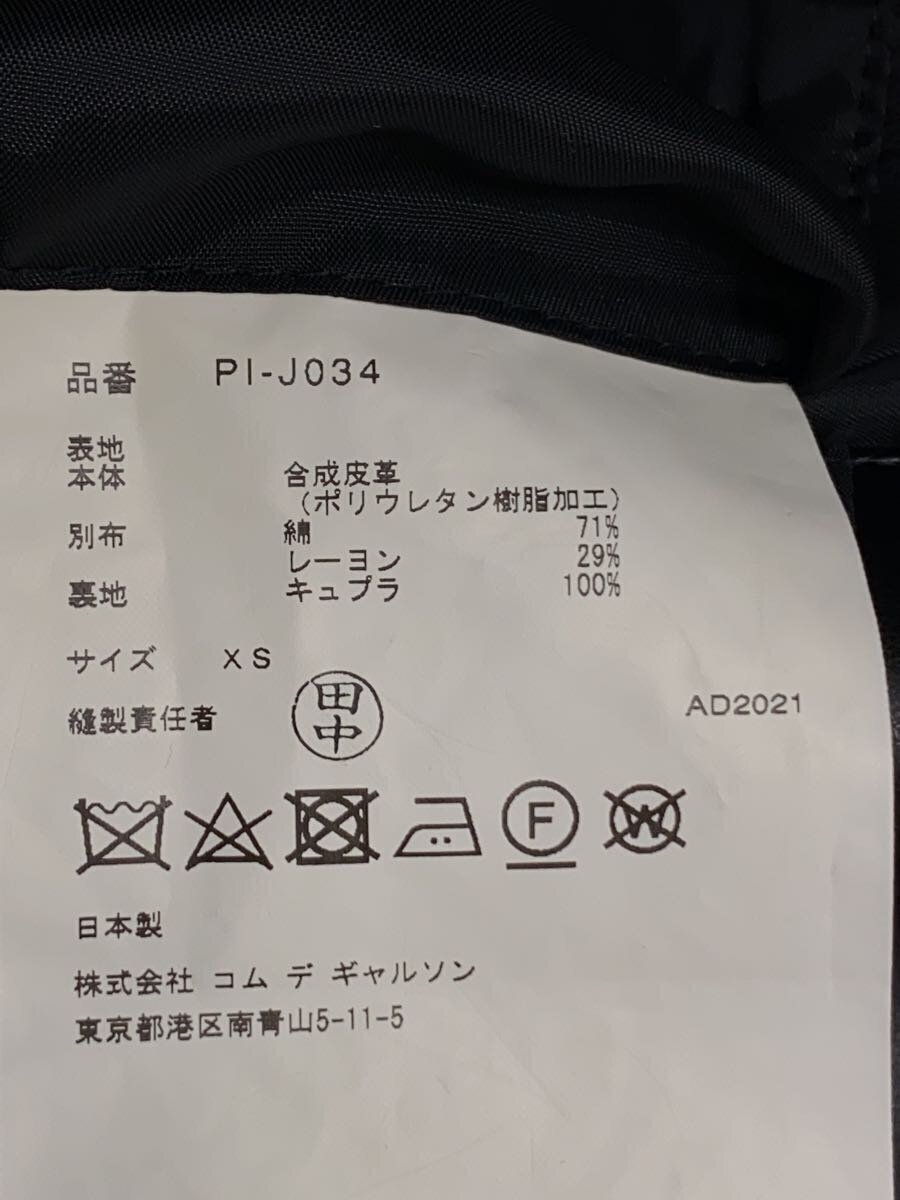 品番 PI-J034
表地
本体 合成皮革
（ポリウレタン樹脂加工）
別布 綿 71%
レーヨン 29%
裏地 キュプラ 100%
サイズ XS
縫製責任者 田中
AD2021
F W
日本製
株式会社 コム デ ギャルソン
東京都港区南青山5-11-5